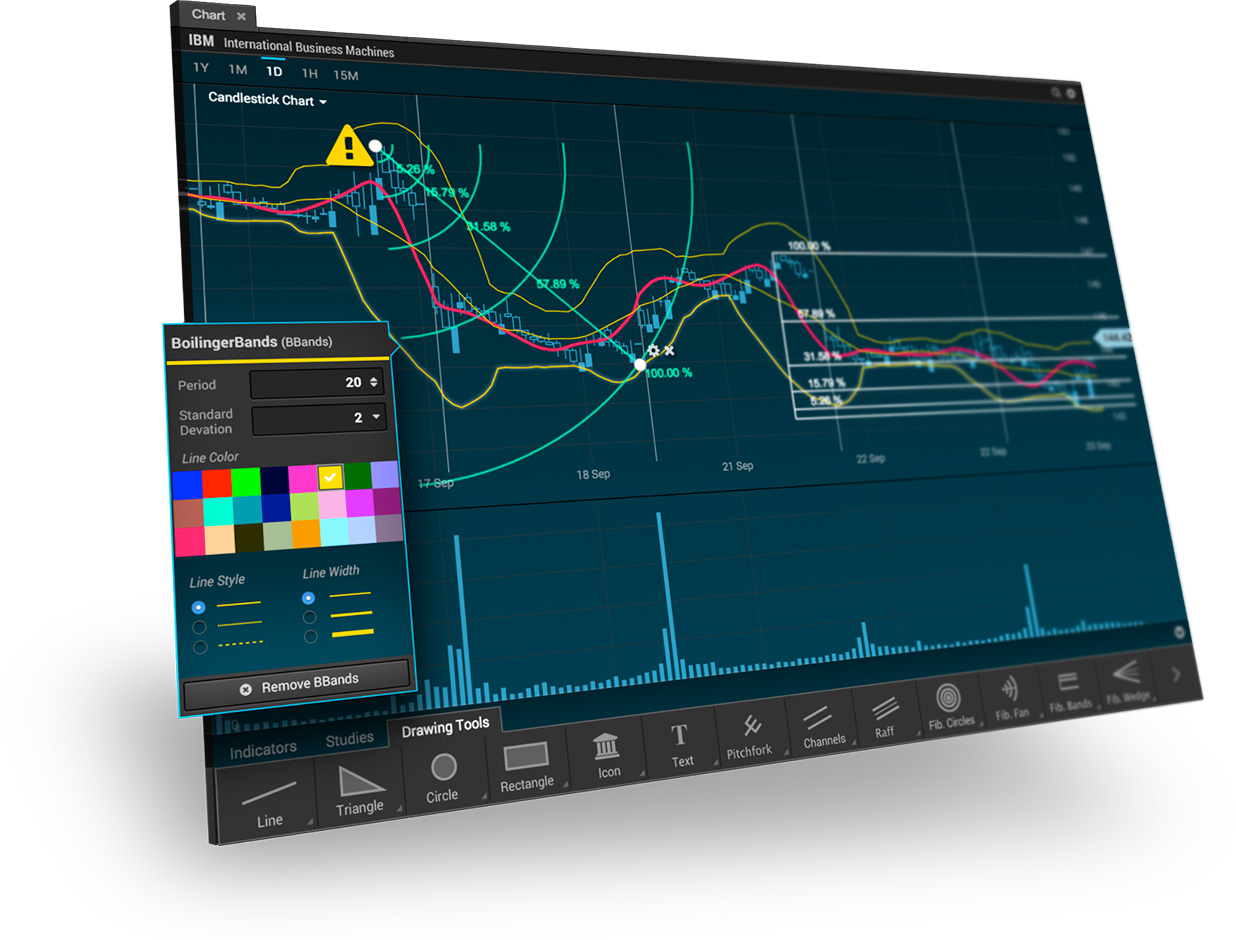 Chart
IBM International Business Machines
1Y 1M 1D 1H 15M
Candlestick Chart
5.26 %
15.79 %
31.58 %
57.89 %
100.00 %
100.00 %
57.89 %
31.58 %
15.79 %
5.26 %
17 Sep
18 Sep
21 Sep
22 Sep
23 Sep
BoilingerBands (BBands)
Period
20
Standard
Devation
2
Line Color
Line Style
Line Width
Remove BBands
0
Indicators
Studies
Drawing Tools
Line
Triangle
Circle
Rectangle
Icon
T
Text
Pitchfork
Channels
Raff
Fib. Circles
Fib. Fan
Fib. Bands
Fib. Wedge